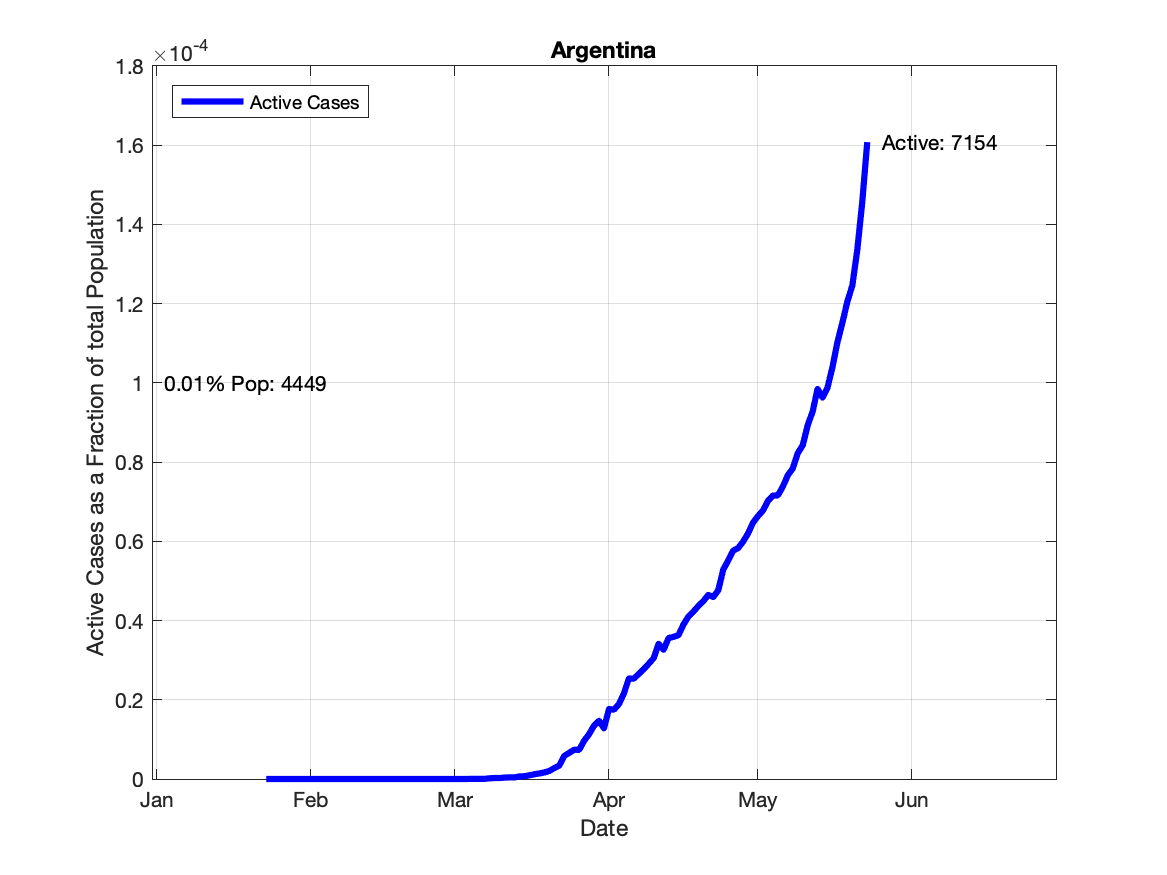 Argentina
×10-4
1.8
1.6
1.4
1.2
1
0.8
0.6
0.4
0.2
0
Active Cases
Active: 7154
0.01% Pop: 4449
Active Cases as a Fraction of total Population
Jan Feb Mar Apr May Jun
Date